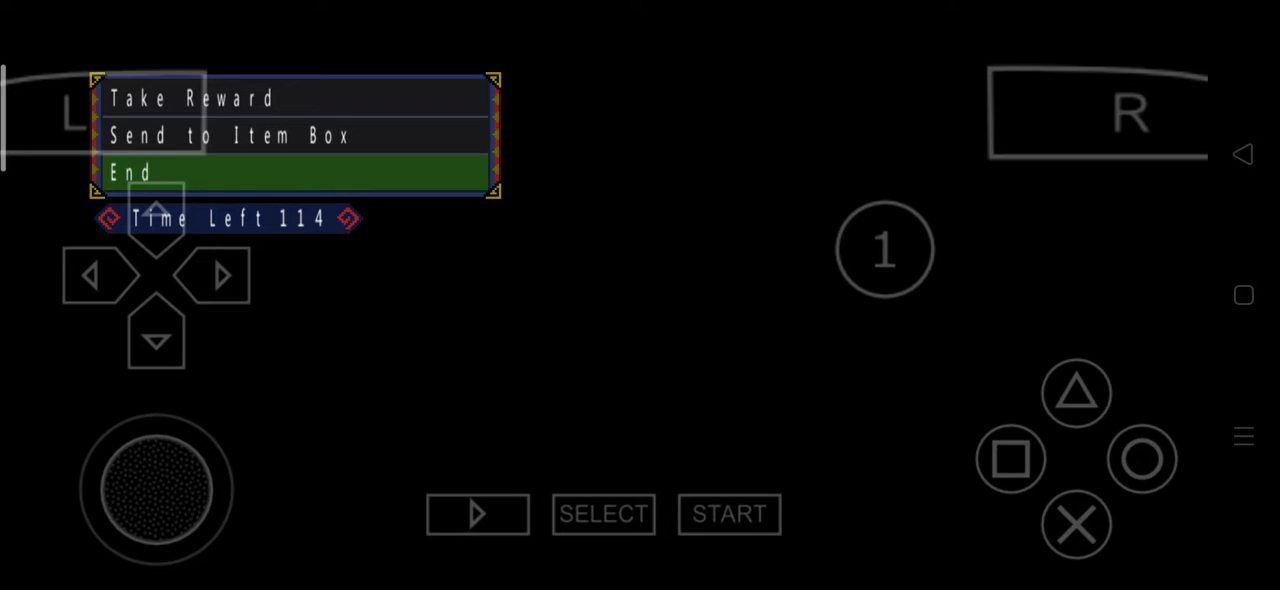 Take Reward
Send to Item Box
End
Time Left 114
L
R
1
SELECT
START